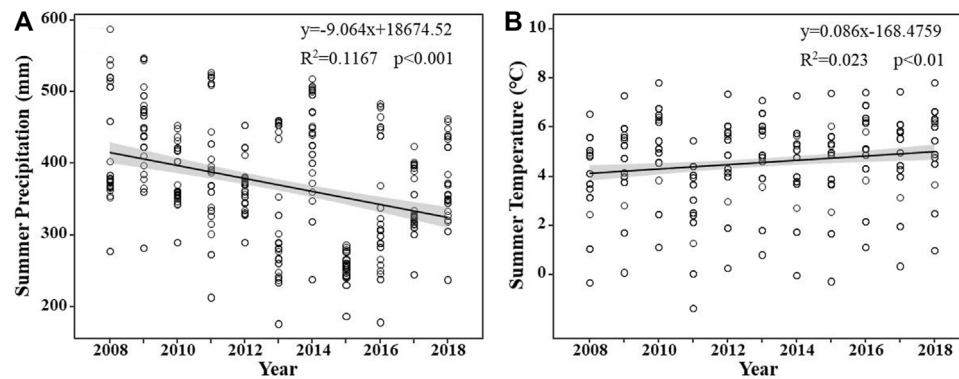 A
y=-9.064x+18674.52
R²=0.1167 p<0.001
Summer Precipitation (mm)
600
500
400
300
200
2008 2010 2012 2014 2016 2018
Year
B
y=0.086x-168.4759
R²=0.023 p<0.01
Summer Temperature (°C)
10
8
6
4
2
0
2008 2010 2012 2014 2016 2018
Year